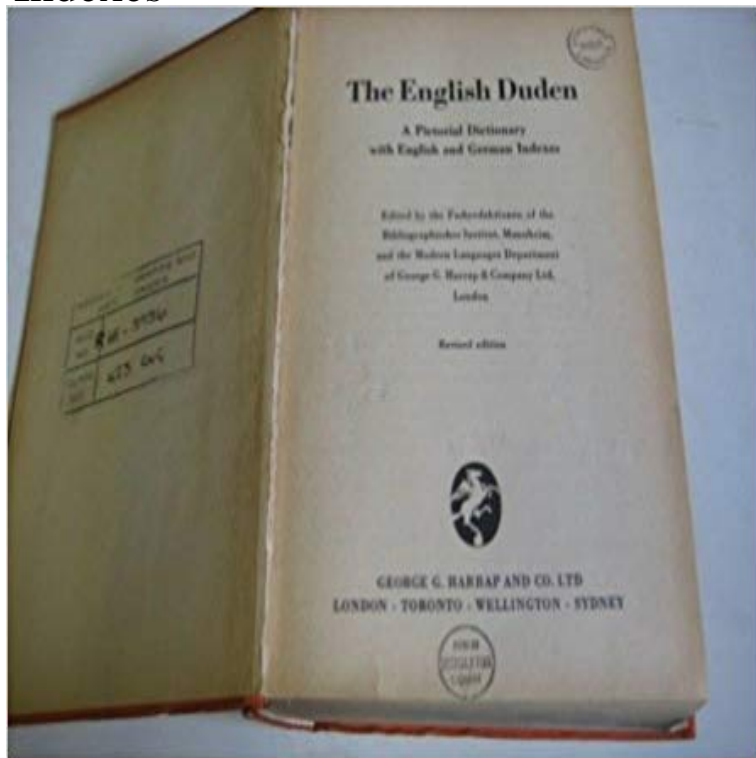 The English Duden
A Pictorial Dictionary
with English and German Indexes
Edited by the Fachredaktionen of the
Bibliographisches Institut, Mannheim,
and the Modern Languages Department
of George G. Harrap & Company Ltd,
London
Revised edition
GEORGE G. HARRAP AND CO. LTD
LONDON · TORONTO · WELLINGTON · SYDNEY